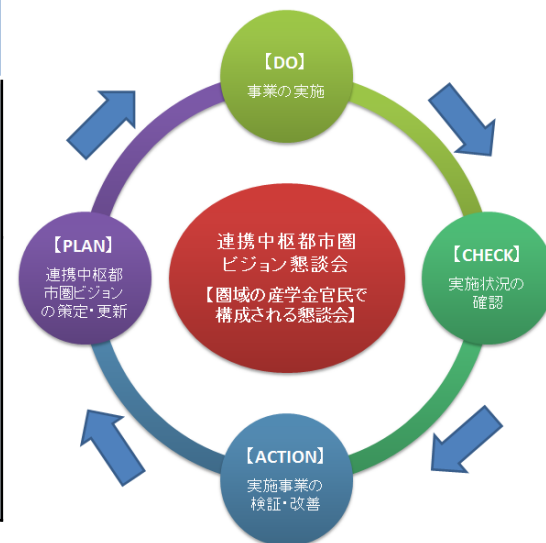 【DO】
事業の実施
【PLAN】
連携中枢都
市圏ビジョン
の策定・更新
連携中枢都市圏
ビジョン懇談会
【圏域の産学金官民で
構成される懇談会】
【CHECK】
実施状況の
確認
【ACTION】
実施事業の
検証・改善